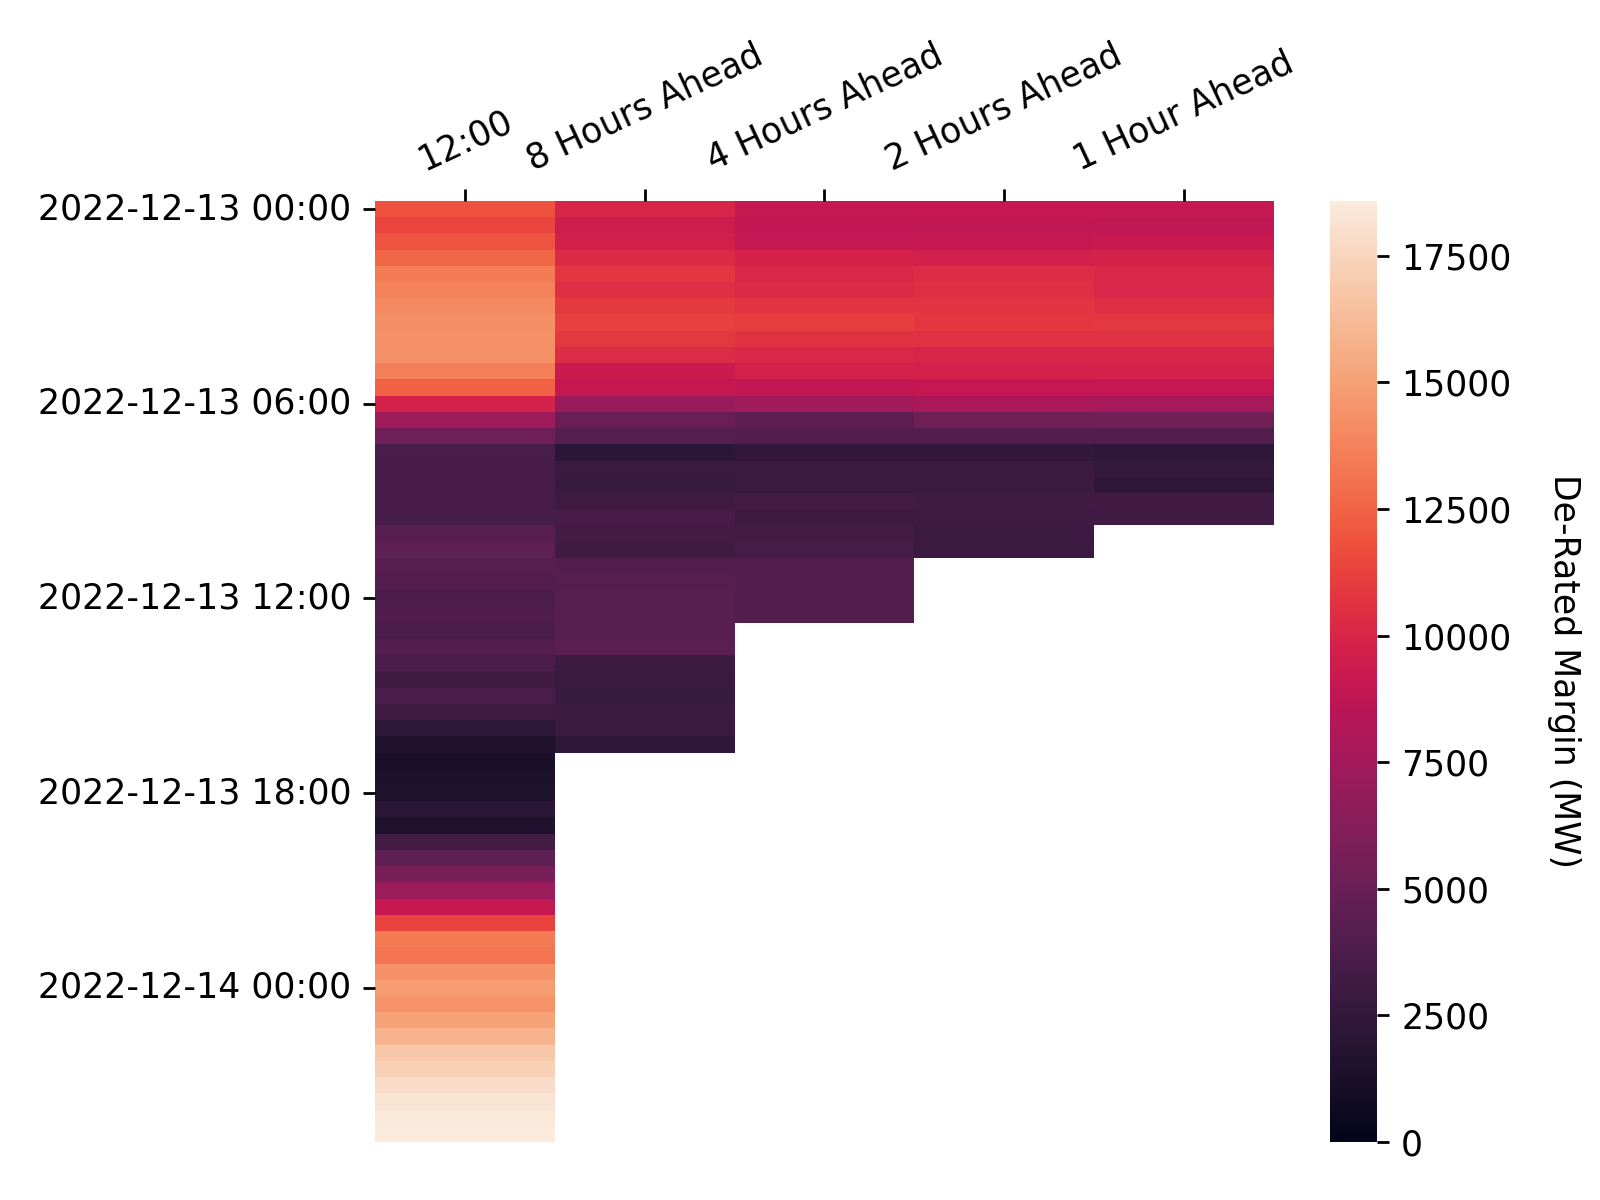 12:00
8 Hours Ahead
4 Hours Ahead
2 Hours Ahead
1 Hour Ahead
2022-12-13 00:00
2022-12-13 06:00
2022-12-13 12:00
2022-12-13 18:00
2022-12-14 00:00
17500
15000
12500
10000
7500
5000
2500
0
De-Rated Margin (MW)